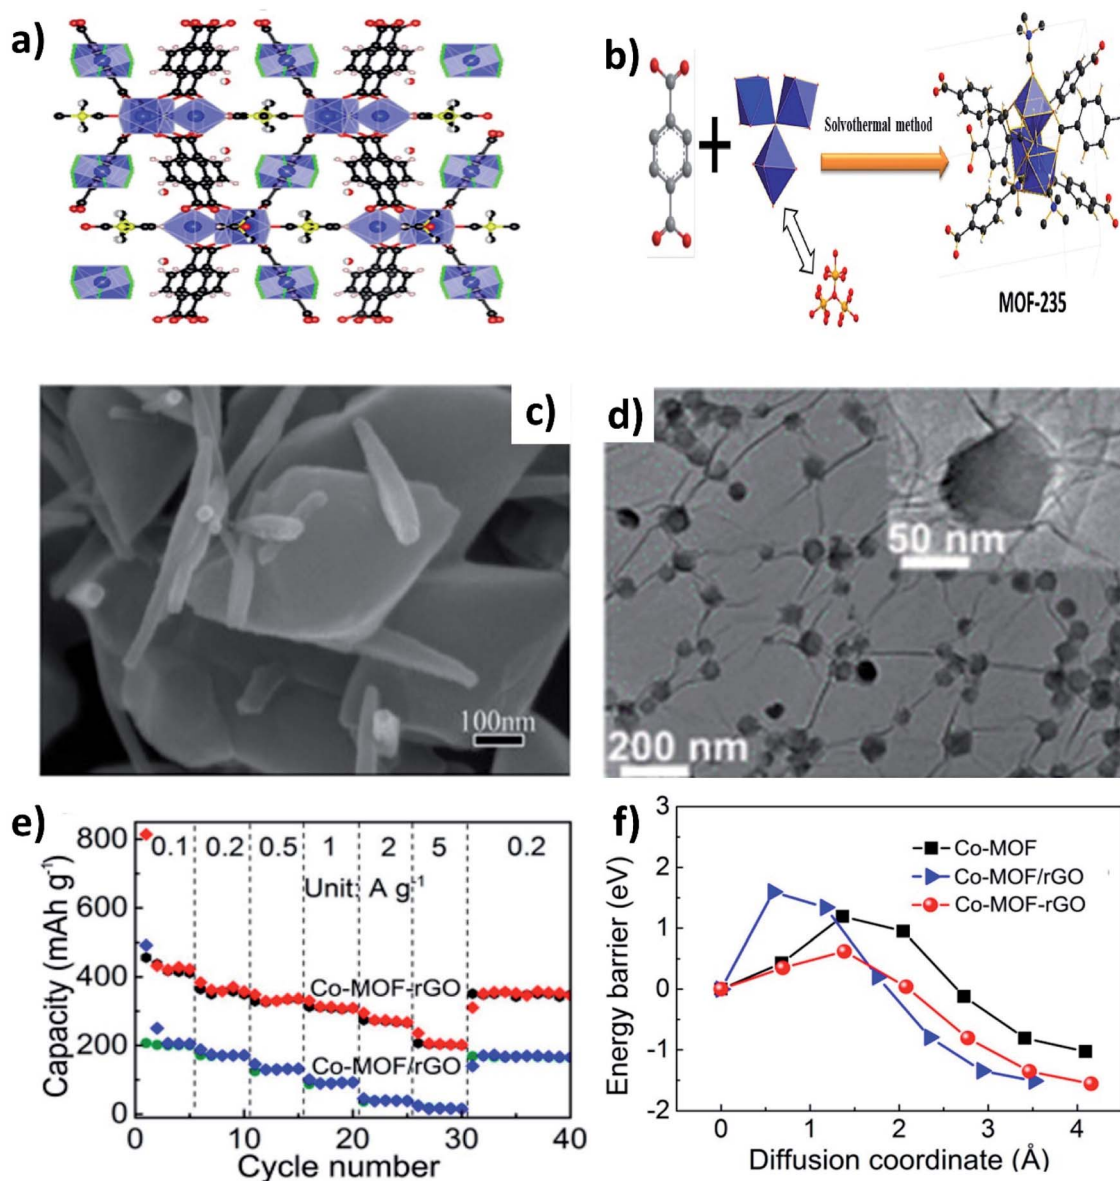 a)
b)
Solvothermal method
MOF-235
c)
100nm
d)
50 nm
200 nm
e)
800
600
400
200
0
Capacity (mAh g⁻¹)
0.1 0.2 0.5 1 2 5 0.2
Unit: A g⁻¹
Co-MOF-rGO
Co-MOF/rGO
0 10 20 30 40
Cycle number
f)
3
2
1
0
-1
-2
Energy barrier (eV)
Co-MOF
Co-MOF/rGO
Co-MOF-rGO
0 1 2 3 4
Diffusion coordinate (Å)